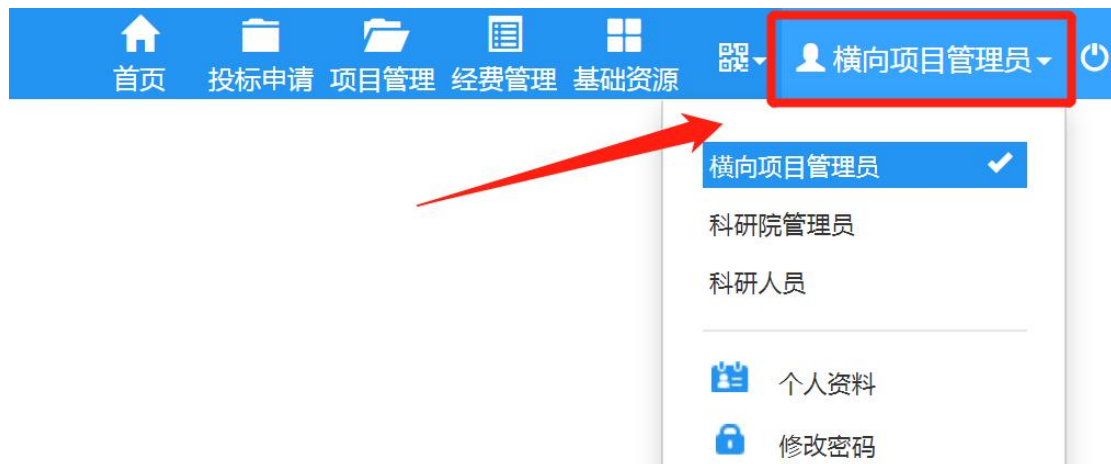 首页 投标申请 项目管理 经费管理 基础资源 横向项目管理员
横向项目管理员
科研院管理员
科研人员
个人资料
修改密码